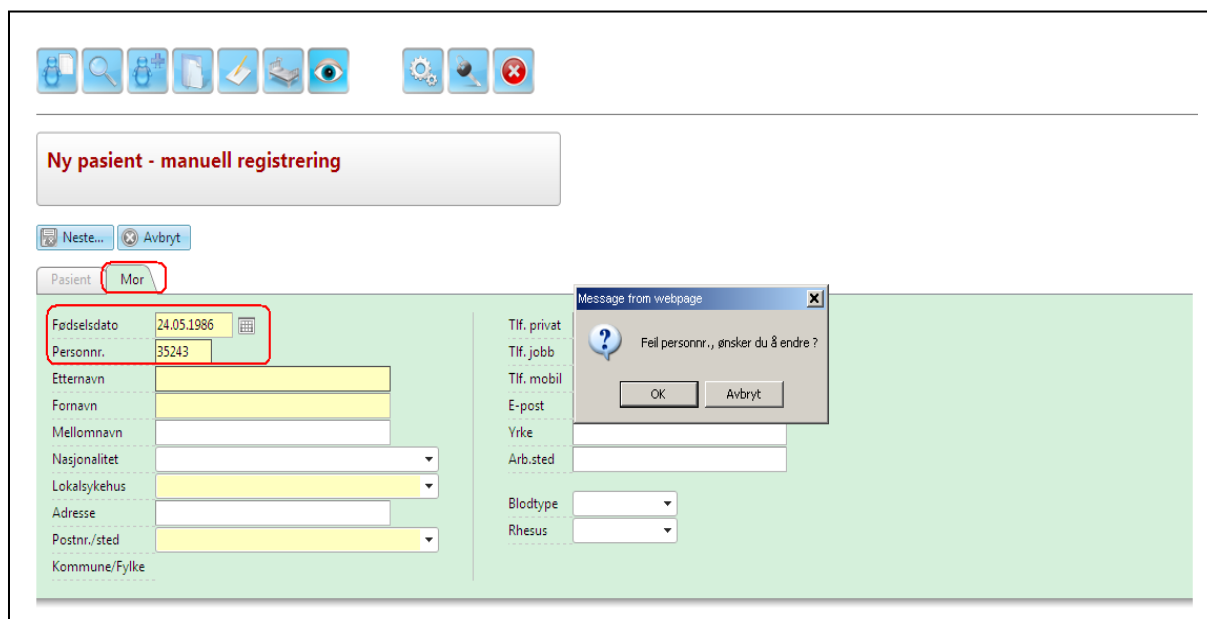 Ny pasient - manuell registrering
Neste... Avbryt
Pasient Mor
Fødselsdato 24.05.1986
Personnr. 35243
Etternavn
Fornavn
Mellomnavn
Nasjonalitet
Lokalsykehus
Adresse
Postnr./sted
Kommune/Fylke
Tlf. privat
Tlf. jobb
Tlf. mobil
E-post
Yrke
Arb.sted
Blodtype
Rhesus
Message from webpage
Feil personnr., ønsker du å endre ?
OK Avbryt